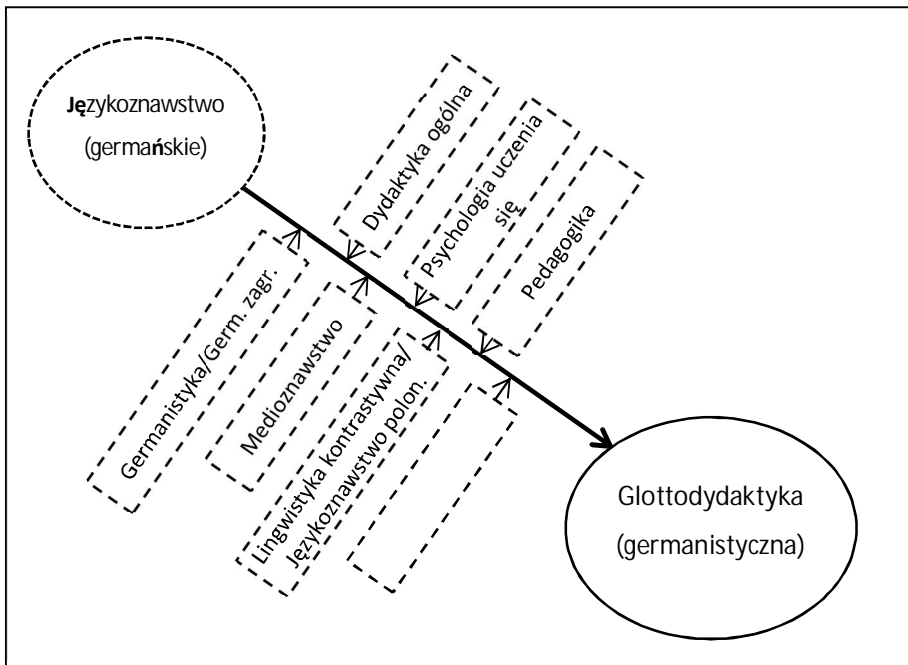 Językoznawstwo
(germańskie)
Dydaktyka ogólna
Psychologia uczenia
się
Pedagogika
Germanistyka/Germ. zagr.
Medioznawstwo
Lingwistyka kontrastywna/
Językoznawstwo polon.
Glottodydaktyka
(germanistyczna)